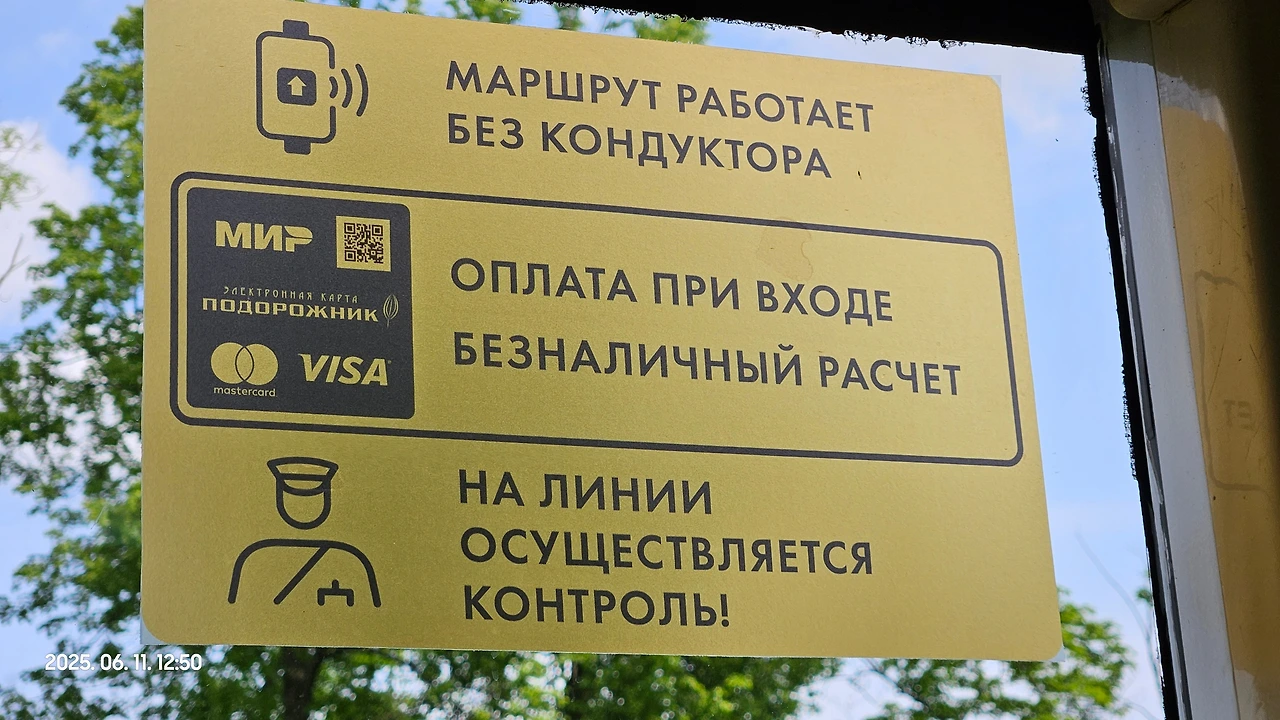 МАРШРУТ РАБОТАЕТ
БЕЗ КОНДУКТОРА
МИР
ЭЛЕКТРОННАЯ КАРТА
ПОДОРОЖНИК
mastercard
VISA
ОПЛАТА ПРИ ВХОДЕ
БЕЗНАЛИЧНЫЙ РАСЧЕТ
НА ЛИНИИ
ОСУЩЕСТВЛЯЕТСЯ
КОНТРОЛЬ!
2025. 06. 11. 12:50